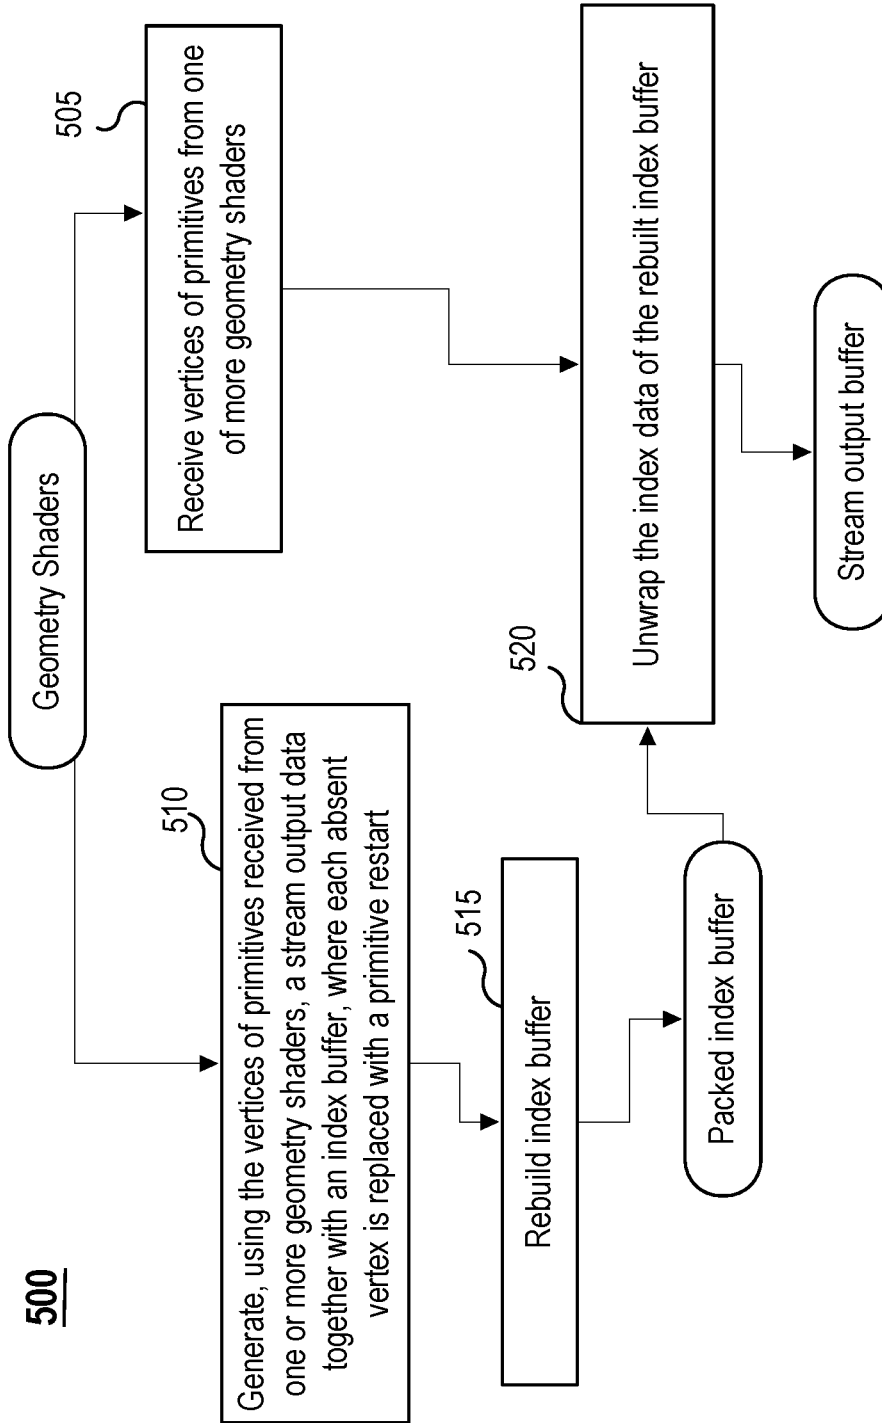 500
Geometry Shaders
505
Receive vertices of primitives from one
of more geometry shaders
510
Generate, using the vertices of primitives received from
one or more geometry shaders, a stream output data
together with an index buffer, where each absent
vertex is replaced with a primitive restart
515
Rebuild index buffer
Packed index buffer
520
Unwrap the index data of the rebuilt index buffer
Stream output buffer